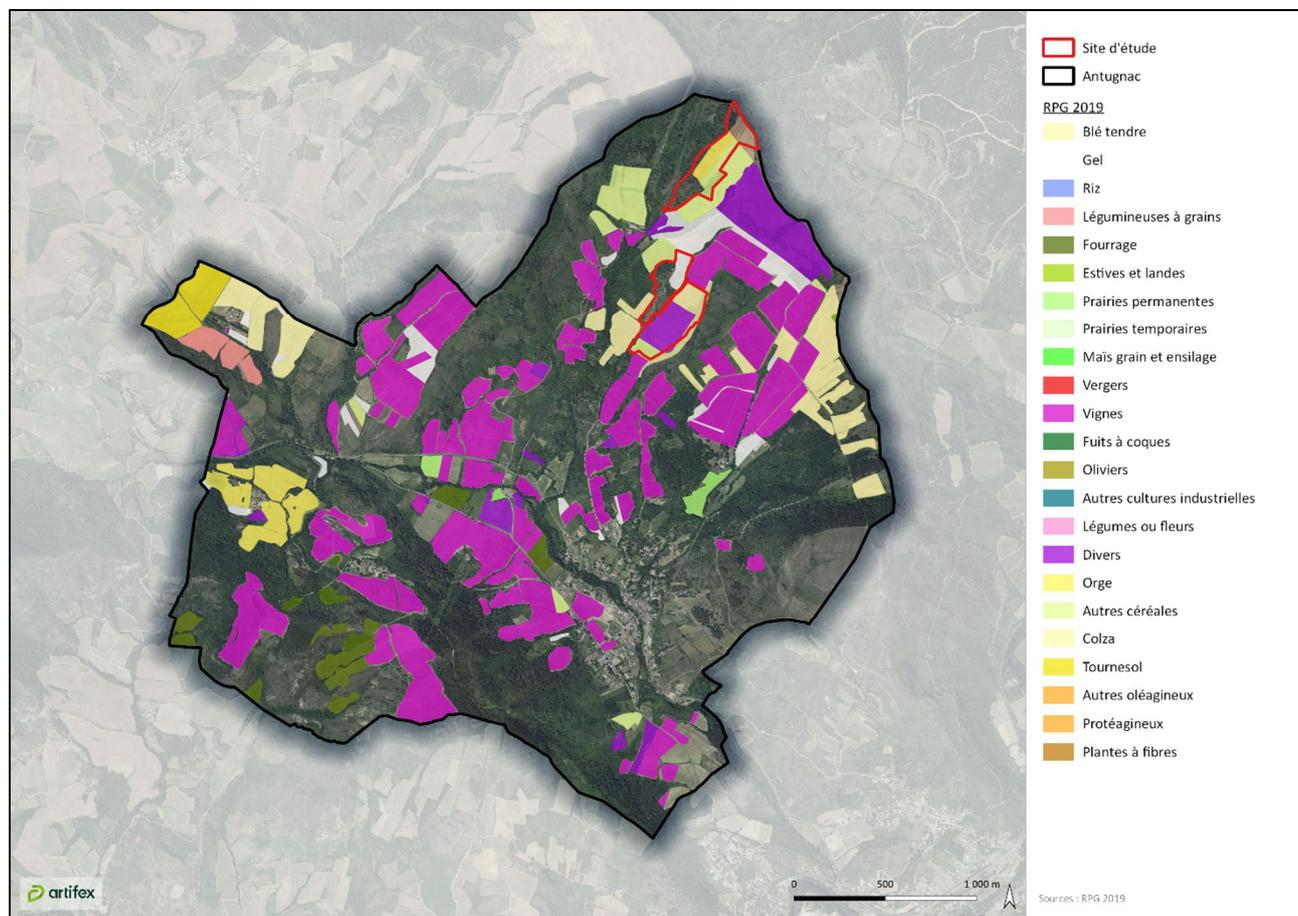 Site d'étude
Antugnac
RPG 2019
Blé tendre
Gel
Riz
Légumineuses à grains
Fourrage
Estives et landes
Prairies permanentes
Prairies temporaires
Maïs grain et ensilage
Vergers
Vignes
Fuits à coques
Oliviers
Autres cultures industrielles
Légumes ou fleurs
Divers
Orge
Autres céréales
Colza
Tournesol
Autres oléagineux
Protéagineux
Plantes à fibres
artifex
0 500 1 000 m
Sources : RPG 2019